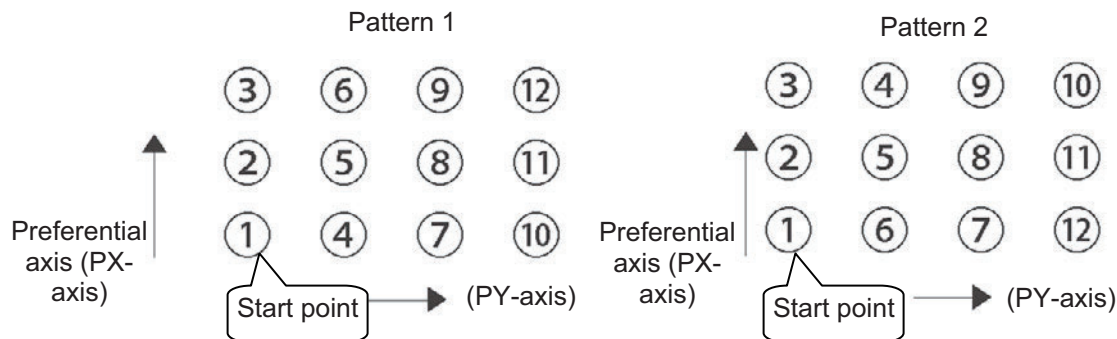 Pattern 1
3 6 9 12
2 5 8 11
1 4 7 10
Preferential
axis (PX-
axis)
Start point
(PY-axis)
Pattern 2
3 4 9 10
2 5 8 11
1 6 7 12
Preferential
axis (PX-
axis)
Start point
(PY-axis)